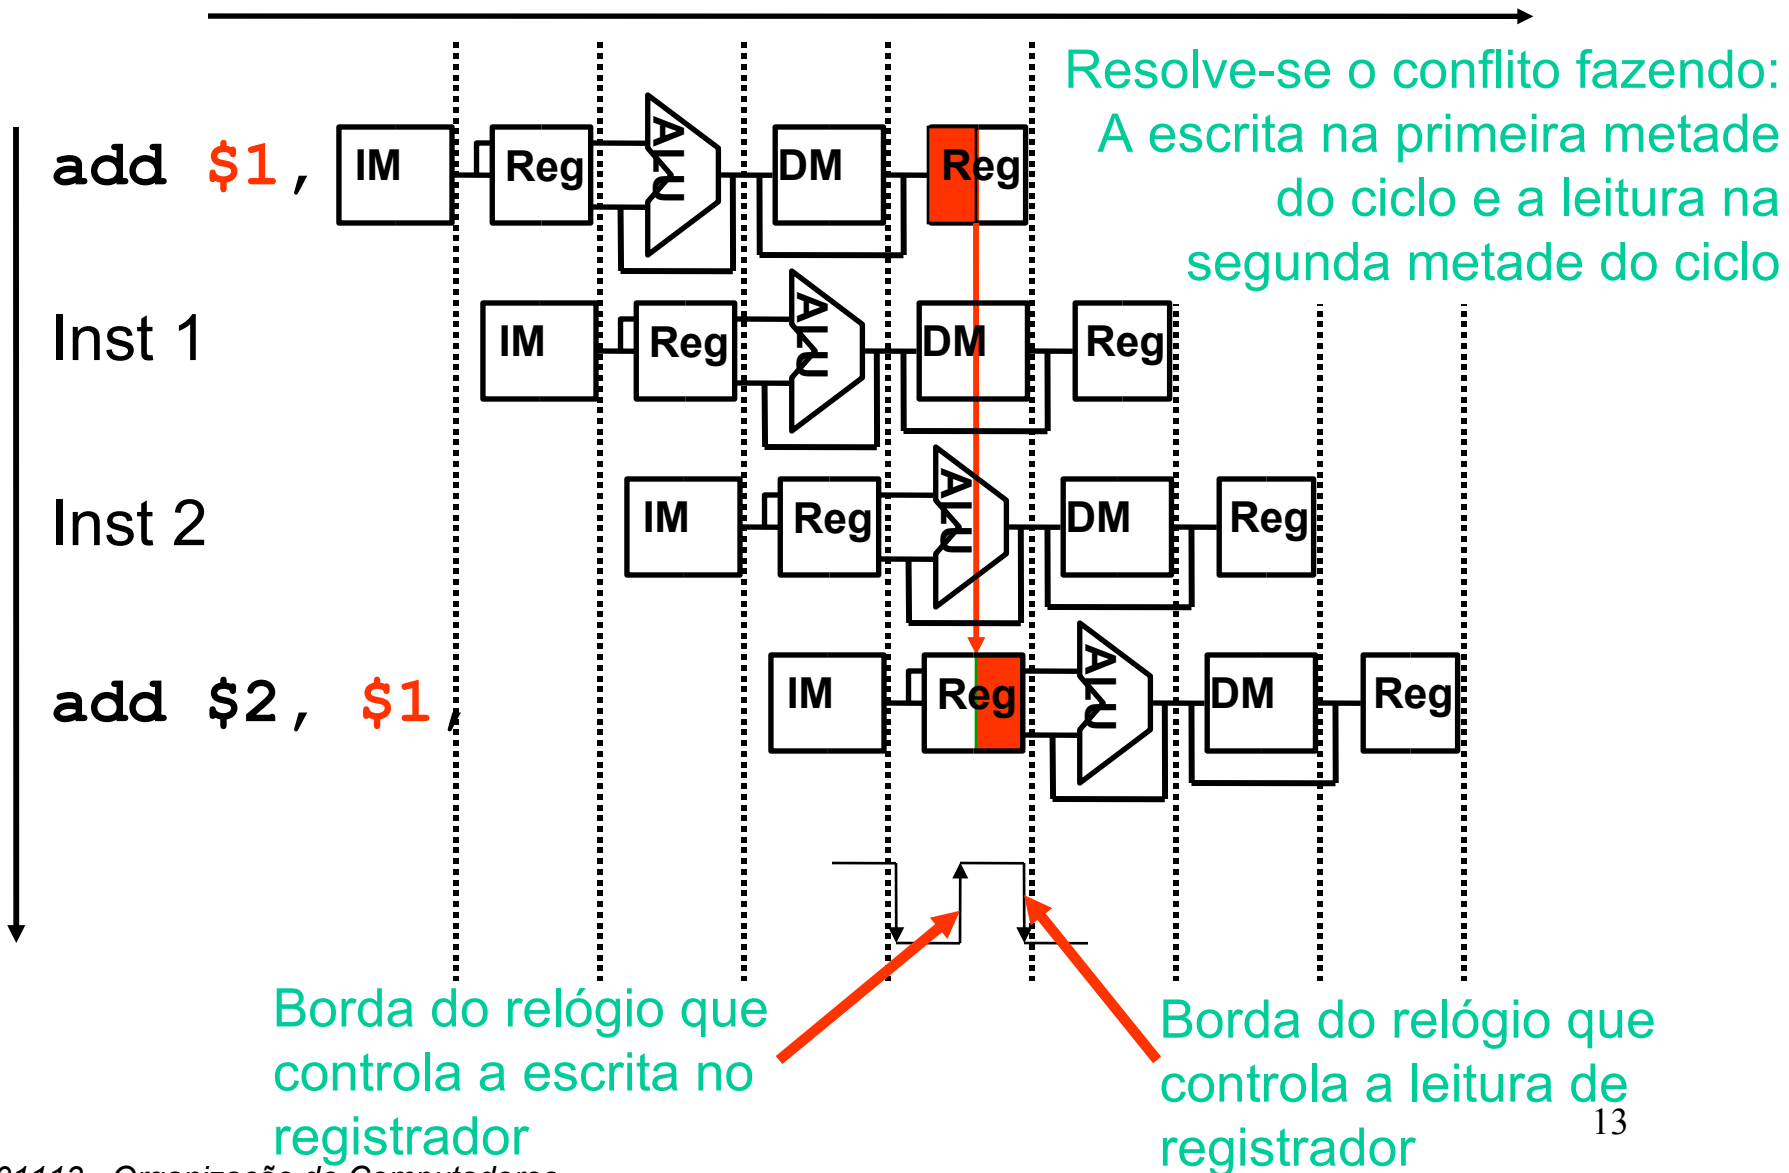 Resolve-se o conflito fazendo:
A escrita na primeira metade
do ciclo e a leitura na
segunda metade do ciclo
add $1, IM Reg ALU DM Reg
Inst 1 IM Reg ALU DM Reg
Inst 2 IM Reg ALU DM Reg
add $2, $1, IM Reg ALU DM Reg
Borda do relógio que
controla a escrita no
registrador
Borda do relógio que
controla a leitura de
registrador
13
Organização de Computadores